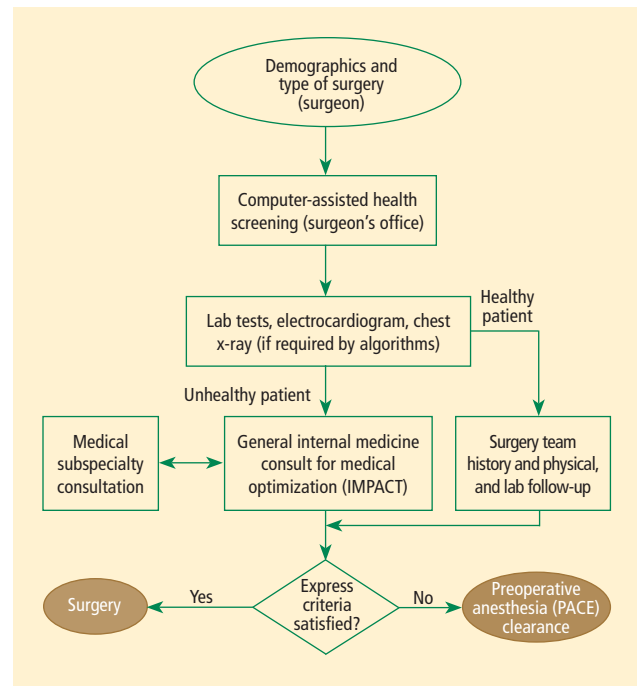 Demographics and
type of surgery
(surgeon)
Computer-assisted health
screening (surgeon's office)
Healthy
patient
Lab tests, electrocardiogram, chest
x-ray (if required by algorithms)
Unhealthy patient
Medical
subspecialty
consultation
General internal medicine
consult for medical
optimization (IMPACT)
Surgery team
history and physical,
and lab follow-up
Express
criteria
satisfied?
Yes
No
Surgery
Preoperative
anesthesia (PACE)
clearance